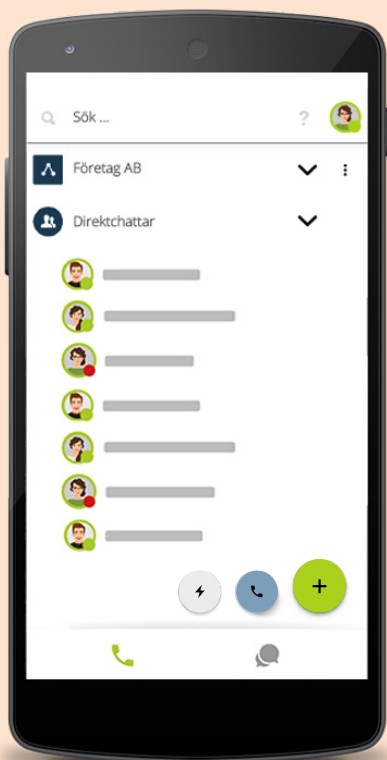 Sök ...
?
Företag AB
Direktchattar
+